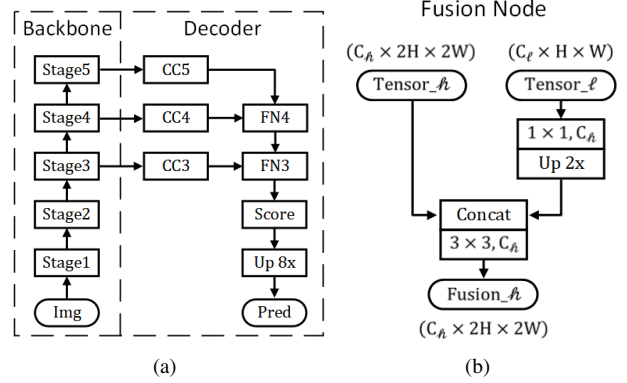 Backbone
Decoder
Stage5
CC5
Stage4
CC4
FN4
Stage3
CC3
FN3
Stage2
Score
Stage1
Up 8x
Img
Pred
(a)
Fusion Node
(Cₕ × 2H × 2W)
(C_ℓ × H × W)
Tensor_ℎ
Tensor_ℓ
1 × 1, Cₕ
Up 2x
Concat
3 × 3, Cₕ
Fusion_ℎ
(Cₕ × 2H × 2W)
(b)